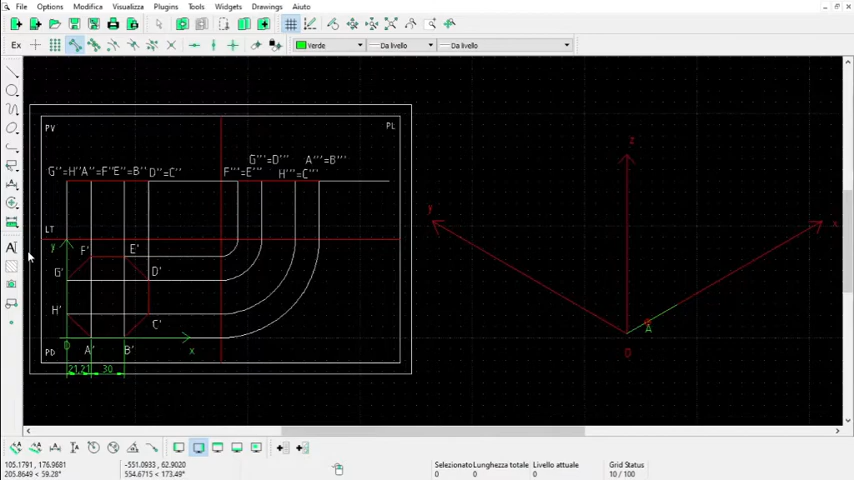 File Options Modifica Visualizza Plugins Tools Widgets Drawings Aiuto
Ex Verde Da livello Da livello
PV PL
G'''=D''' A'''=B'''
G''=H''A''=F''E''=B'' D''=C'' F'''=E''' H'''=C'''
LT
y F' E'
G' D'
H' C'
O x
PD A' B'
21,21 30
z
y x
A
O
105.1791, 176.9681 -551.0933, 62.9020 Selezionato Lunghezza totale Livello attuale Grid Status
205.8649 < 59.28° 554.6715 < 173.49° 0 0 0 10 / 100